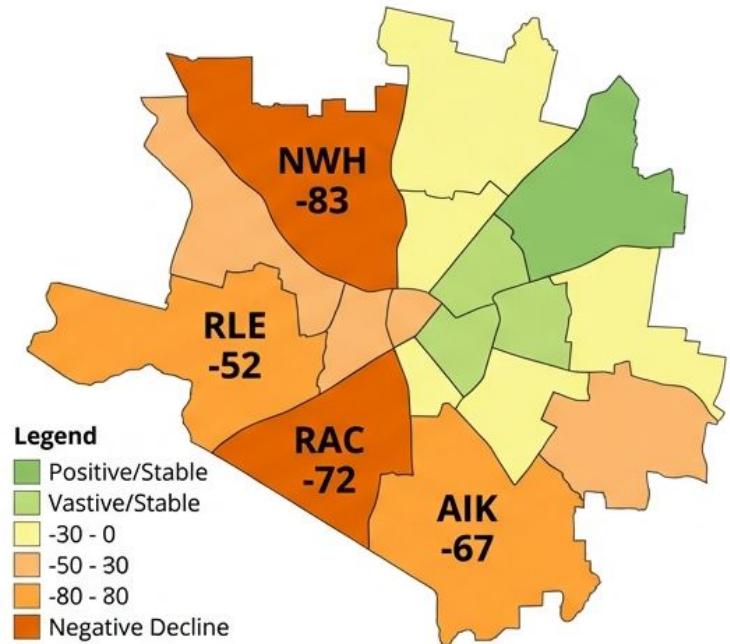 NWH
-83
RLE
-52
RAC
-72
AIK
-67
Legend
Positive/Stable
Vastive/Stable
-30 - 0
-50 - 30
-80 - 80
Negative Decline